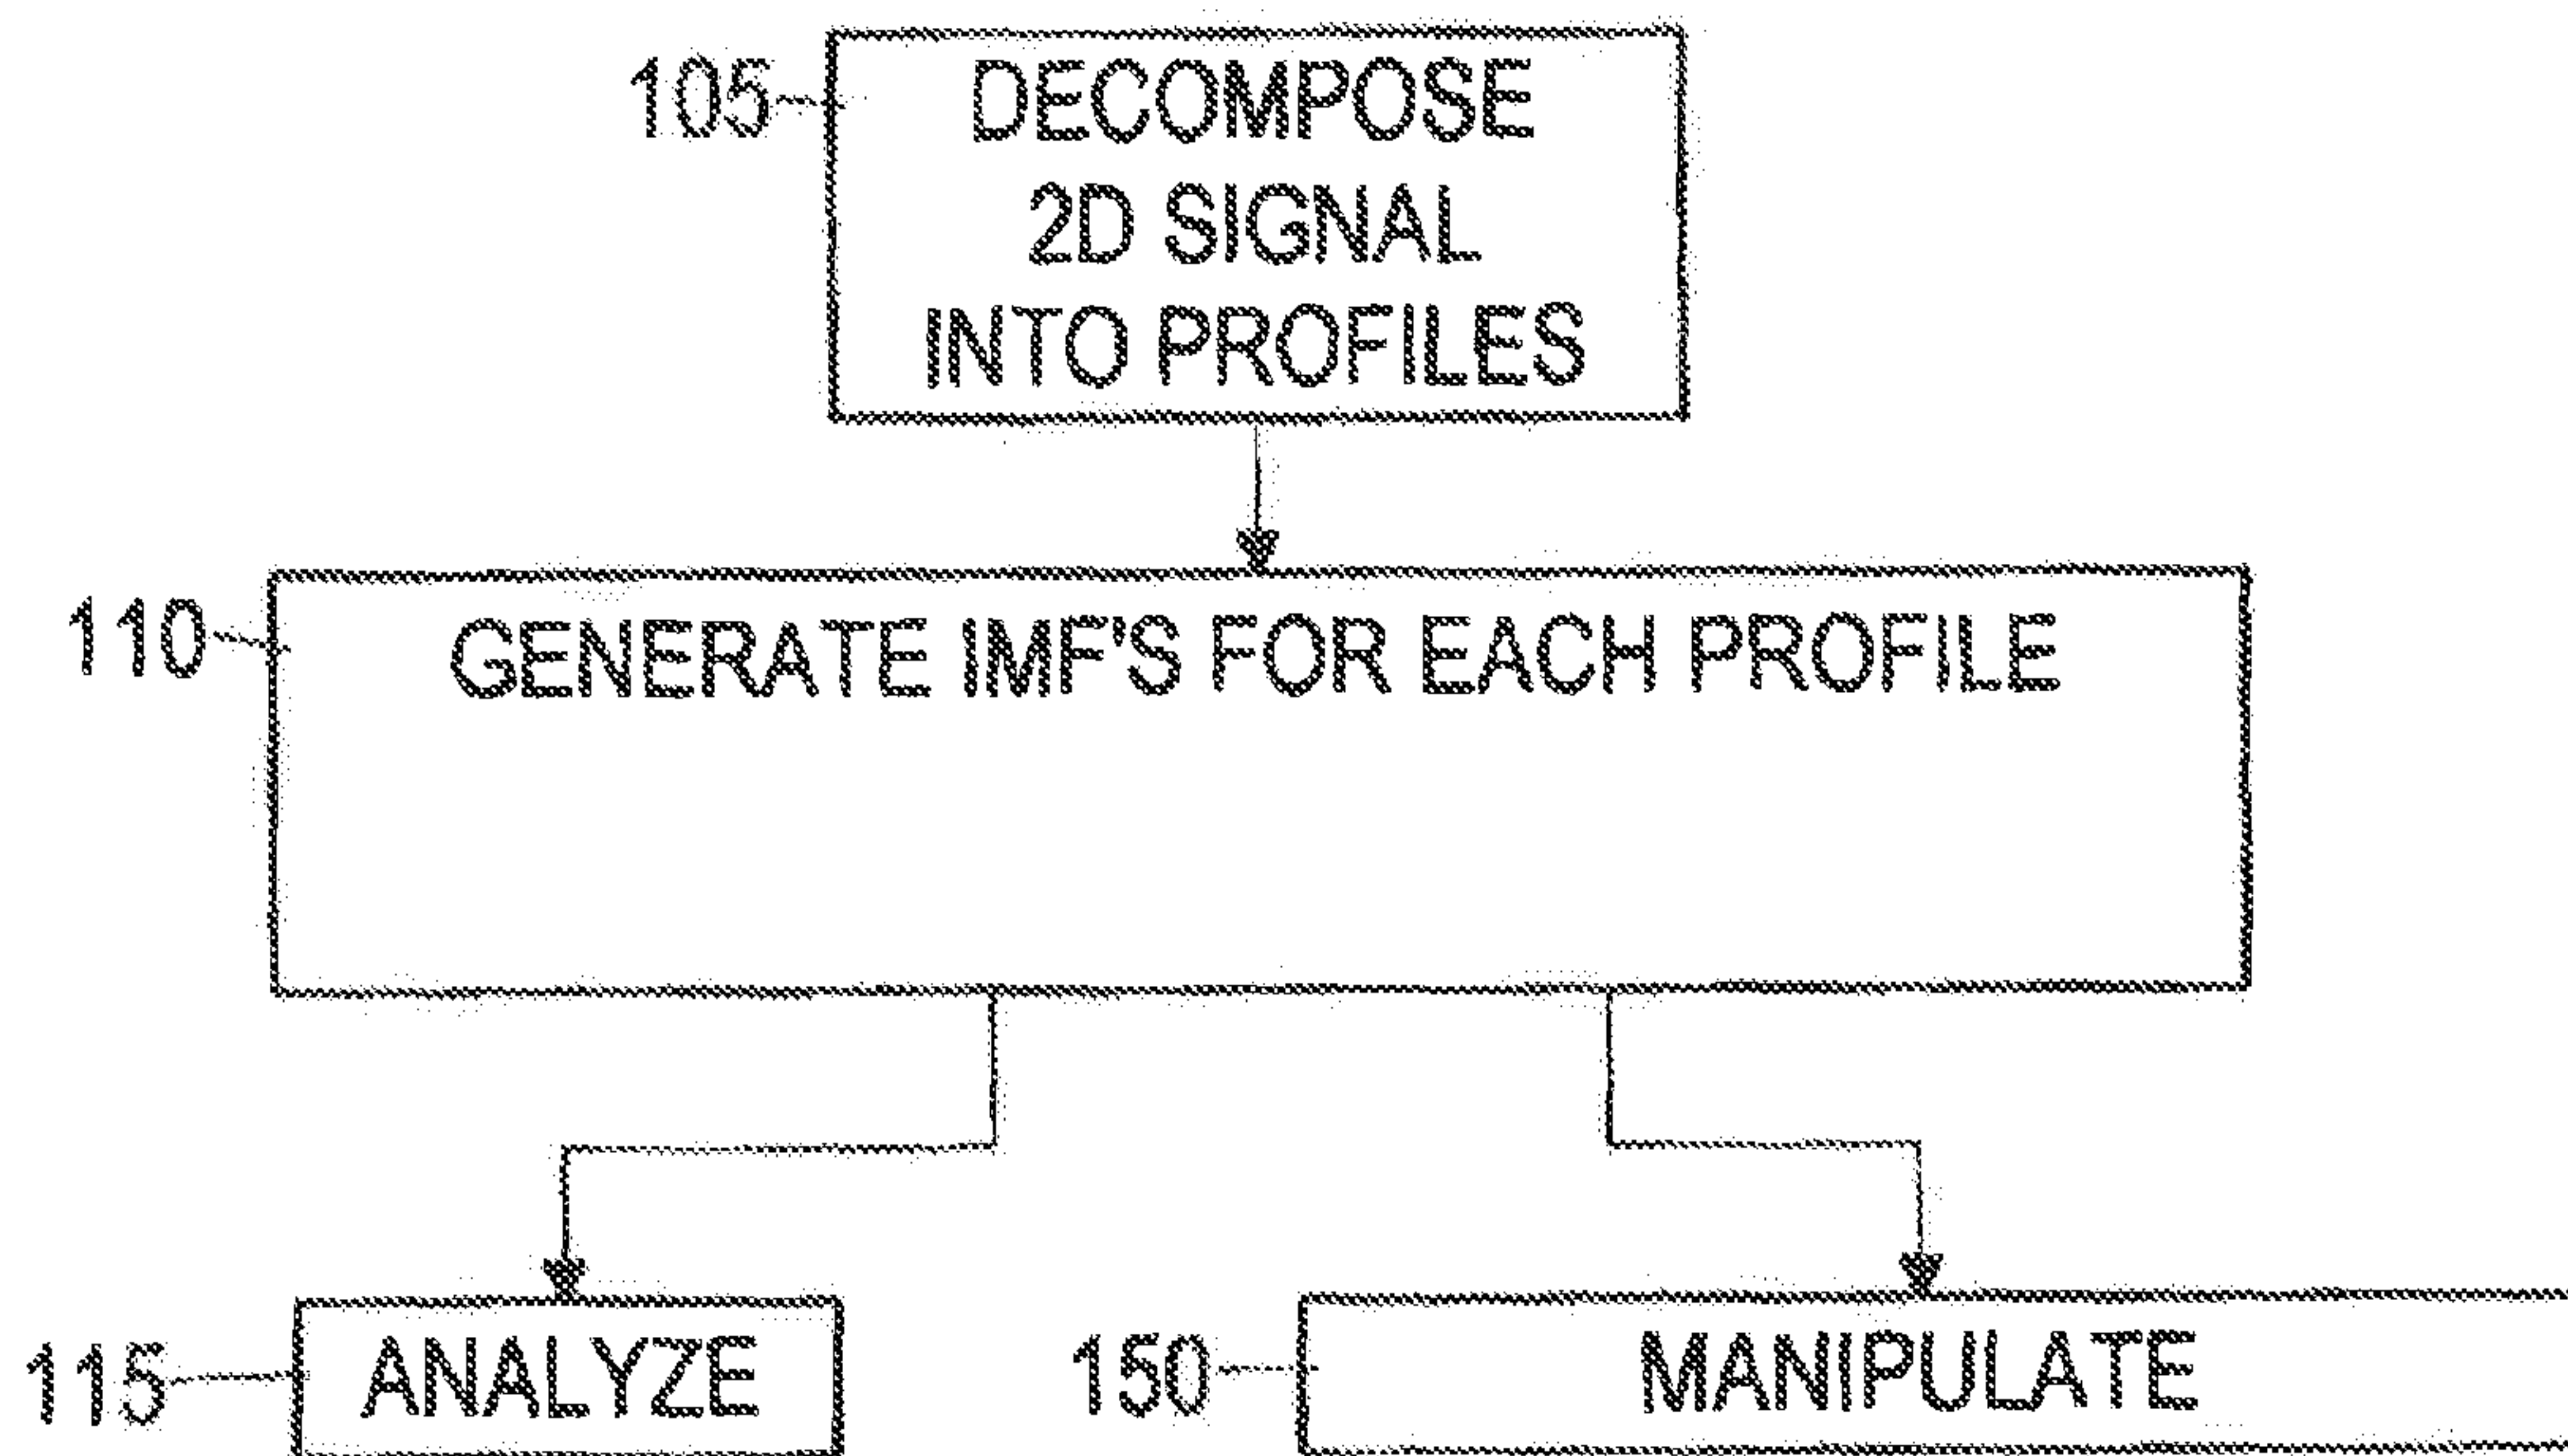 105
DECOMPOSE
2D SIGNAL
INTO PROFILES
110
GENERATE IMF'S FOR EACH PROFILE
115
ANALYZE
150
MANIPULATE